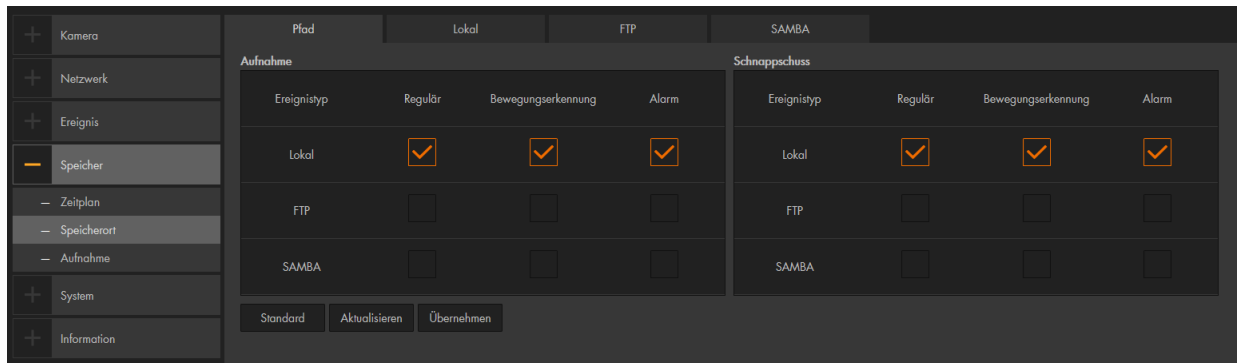 Kamera
Netzwerk
Ereignis
Speicher
Zeitplan
Speicherort
Aufnahme
System
Information
Pfad Lokal FTP SAMBA
Aufnahme
Ereignistyp Regulär Bewegungserkennung Alarm
Lokal
FTP
SAMBA
Schnappschuss
Ereignistyp Regulär Bewegungserkennung Alarm
Lokal
FTP
SAMBA
Standard Aktualisieren Übernehmen